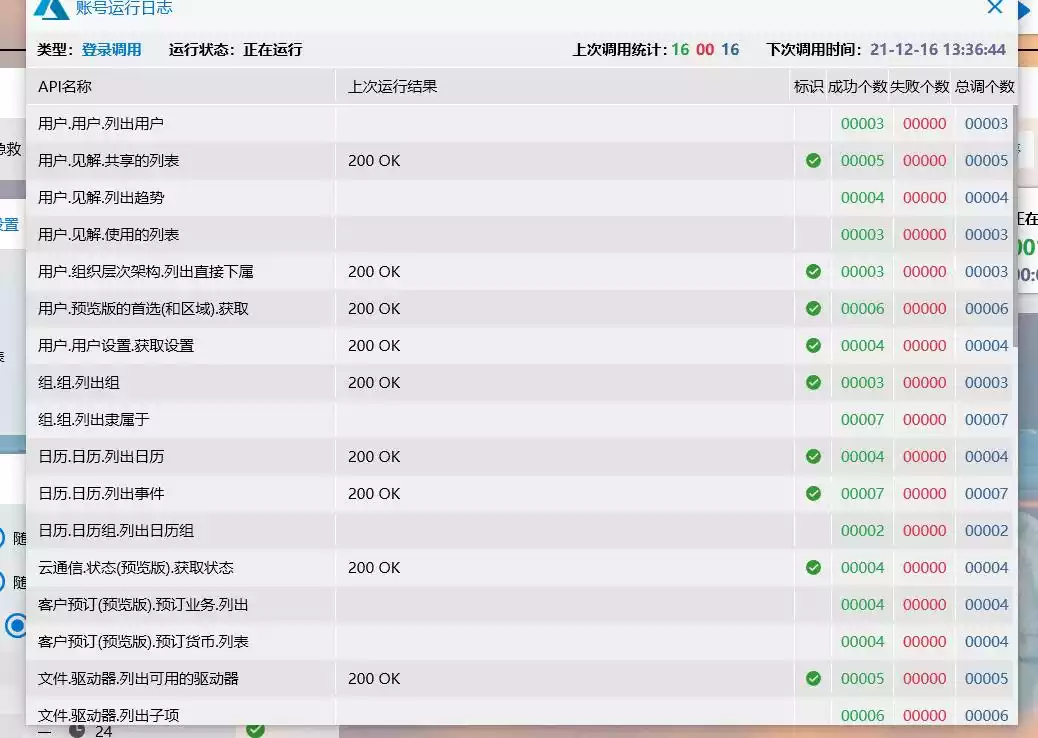 账号运行日志
类型: 登录调用 运行状态: 正在运行 上次调用统计: 16 00 16 下次调用时间: 21-12-16 13:36:44
API名称 上次运行结果 标识 成功个数 失败个数 总调个数
用户.用户.列出用户 00003 00000 00003
用户.见解.共享的列表 200 OK 00005 00000 00005
用户.见解.列出趋势 00004 00000 00004
用户.见解.使用的列表 00003 00000 00003
用户.组织层次架构.列出直接下属 200 OK 00003 00000 00003
用户.预览版的首选(和区域).获取 200 OK 00006 00000 00006
用户.用户设置.获取设置 200 OK 00004 00000 00004
组.组.列出组 200 OK 00003 00000 00003
组.组.列出隶属于 00007 00000 00007
日历.日历.列出日历 200 OK 00004 00000 00004
日历.日历.列出事件 200 OK 00007 00000 00007
日历.日历组.列出日历组 00002 00000 00002
云通信.状态(预览版).获取状态 200 OK 00004 00000 00004
客户预订(预览版).预订业务.列出 00004 00000 00004
客户预订(预览版).预订货币.列表 00004 00000 00004
文件.驱动器.列出可用的驱动器 200 OK 00005 00000 00005
文件.驱动器.列出子项 00006 00000 00006
急救
设置
随
随
正在
24